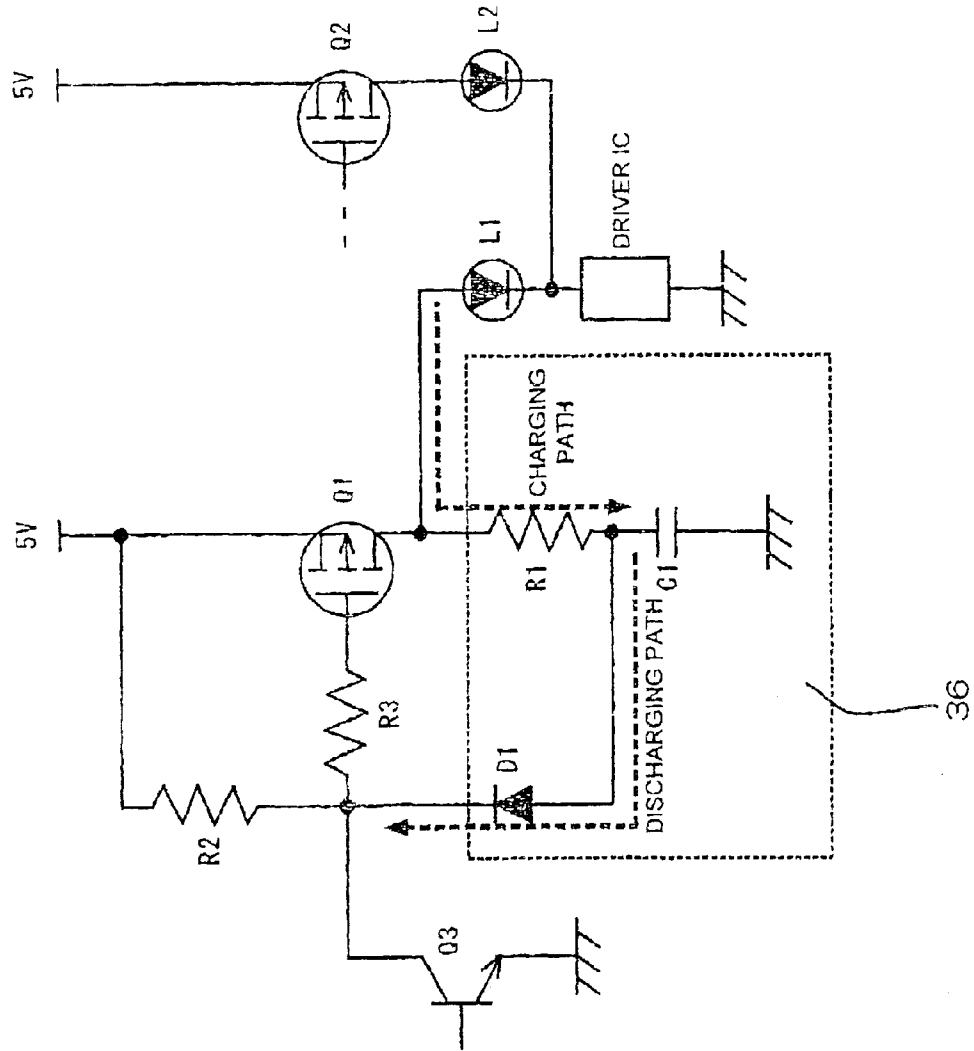 5V
5V
Q2
L2
L1
DRIVER IC
Q1
R2
R3
Q3
D1
R1
C1
CHARGING
PATH
DISCHARGING PATH
36